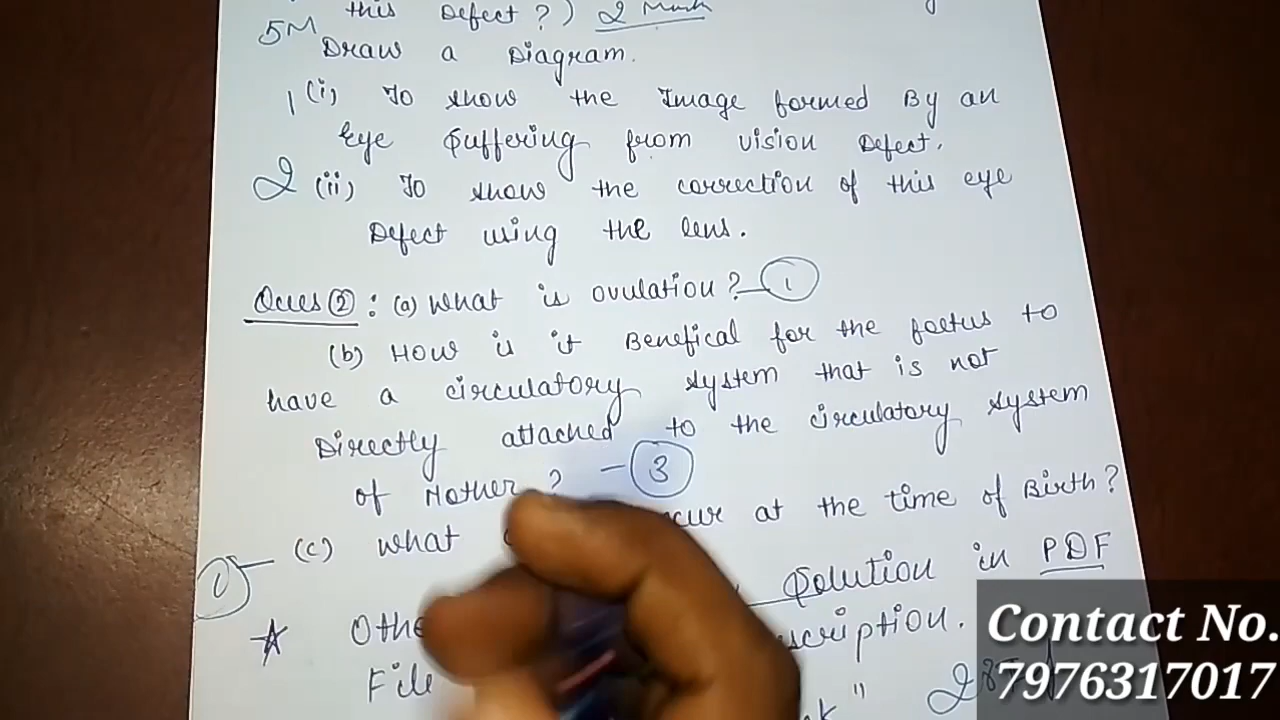 this Defect ?) 2 Mark
5M Draw a Diagram.
1 (i) To show the Image formed By an
Eye Suffering from vision Defect.
2 (ii) To show the correction of this eye
Defect using the lens.
Ques ② : (a) What is ovulation ? — 1
(b) How is it Benefical for the foetus to
have a circulatory system that is not
Directly attached to the circulatory system
of Mother ? — 3
1 — (c) what at the time of Birth ?
Solution in PDF
File
Contact No.
7976317017